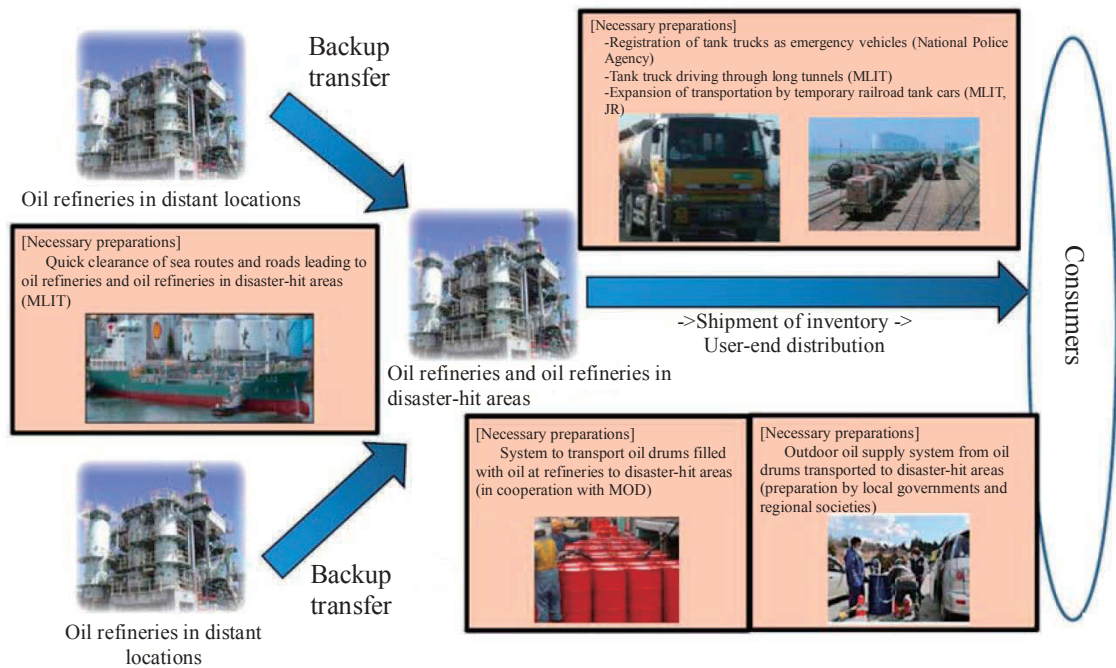 Backup
transfer
Oil refineries in distant locations
[Necessary preparations]
-Registration of tank trucks as emergency vehicles (National Police
Agency)
-Tank truck driving through long tunnels (MLIT)
-Expansion of transportation by temporary railroad tank cars (MLIT,
JR)
[Necessary preparations]
Quick clearance of sea routes and roads leading to
oil refineries and oil refineries in disaster-hit areas
(MLIT)
Oil refineries and oil refineries in
disaster-hit areas
->Shipment of inventory ->
User-end distribution
Consumers
[Necessary preparations]
System to transport oil drums filled
with oil at refineries to disaster-hit areas
(in cooperation with MOD)
[Necessary preparations]
Outdoor oil supply system from oil
drums transported to disaster-hit areas
(preparation by local governments and
regional societies)
Backup
transfer
Oil refineries in distant
locations